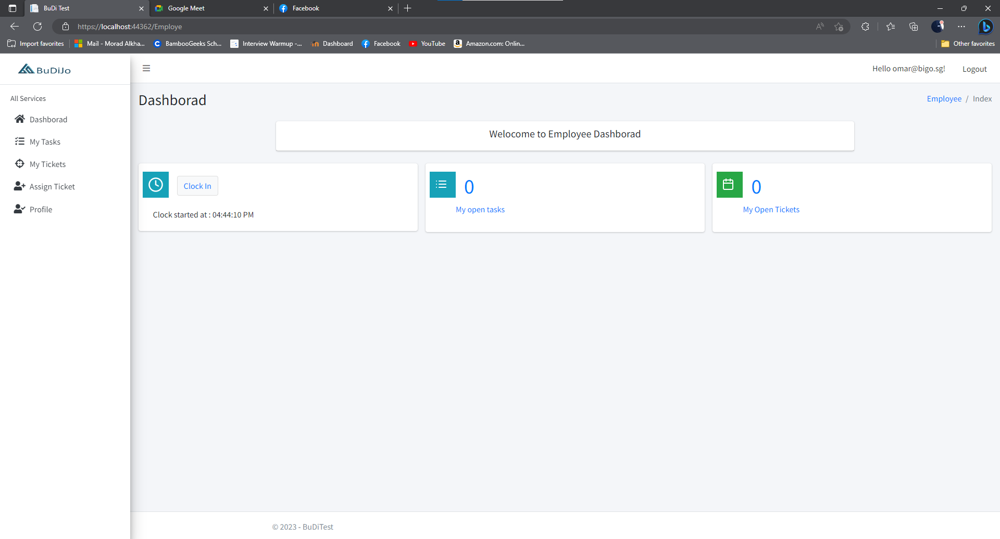 BuDi Test
Google Meet
Facebook
https://localhost:44362/Employe
Import favorites
Mail - Morad Alkha...
BambooGeeks Sch...
Interview Warmup -...
Dashboard
Facebook
YouTube
Amazon.com: Onlin...
Other favorites
BuDiJo
Hello omar@bigo.sg!
Logout
All Services
Dashborad
My Tasks
My Tickets
Assign Ticket
Profile
Dashborad
Employee / Index
Welocome to Employee Dashborad
Clock In
Clock started at : 04:44:10 PM
0
My open tasks
0
My Open Tickets
© 2023 - BuDiTest